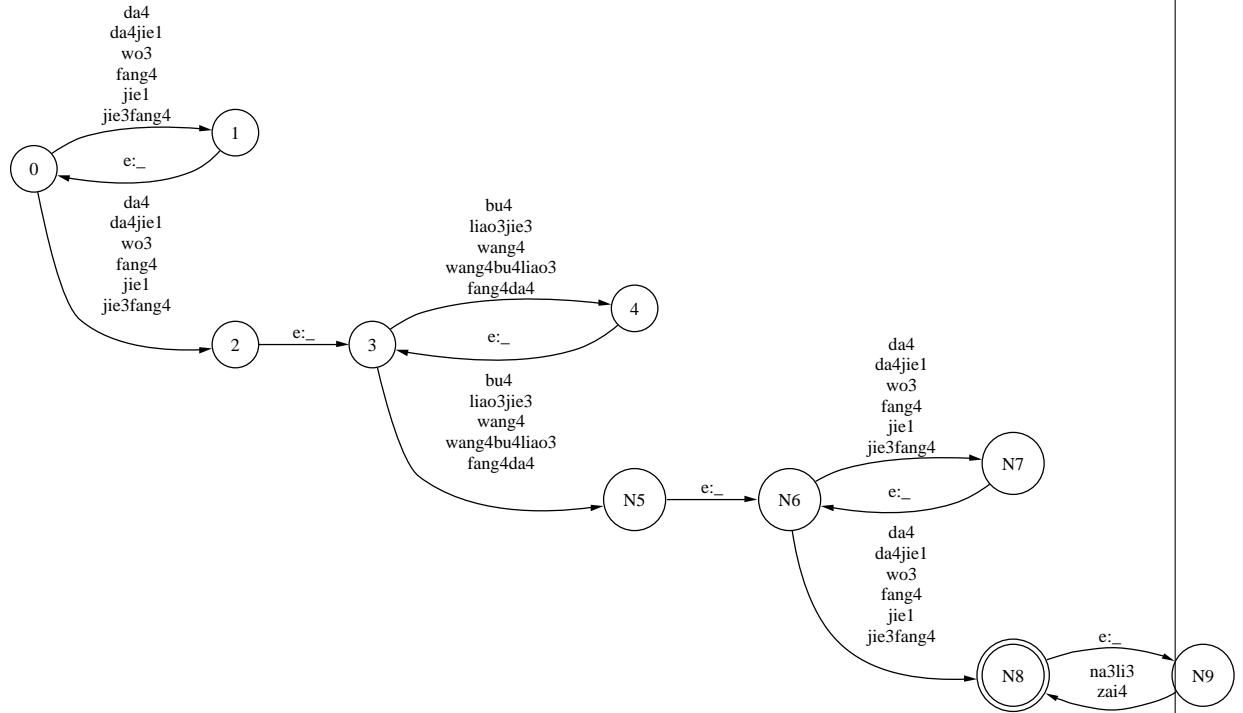 da4
da4jie1
wo3
fang4
jie1
jie3fang4
1
e:_
0
da4
da4jie1
wo3
fang4
jie1
jie3fang4
2
e:_
3
bu4
liao3jie3
wang4
wang4bu4liao3
fang4da4
4
e:_
bu4
liao3jie3
wang4
wang4bu4liao3
fang4da4
N5
e:_
N6
da4
da4jie1
wo3
fang4
jie1
jie3fang4
N7
e:_
da4
da4jie1
wo3
fang4
jie1
jie3fang4
N8
e:_
na3li3
zai4
N9